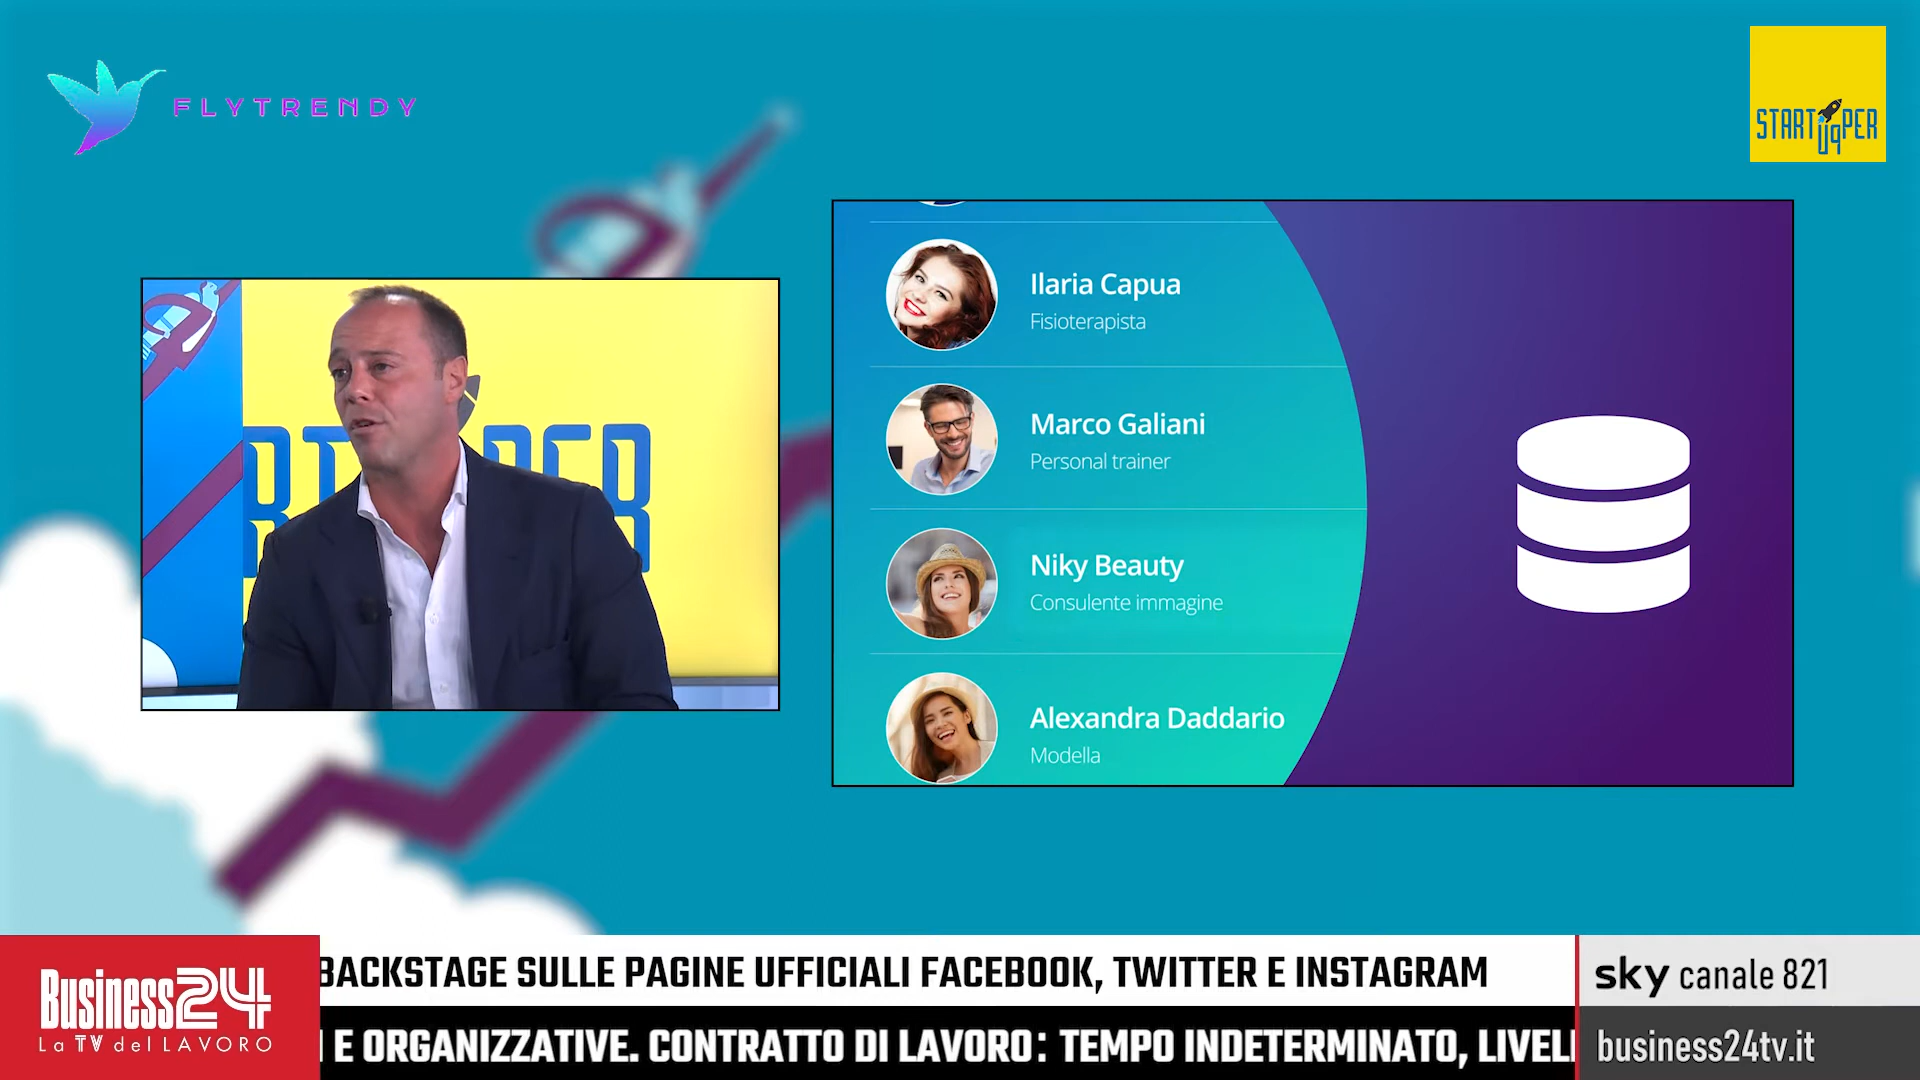 FLYTRENDY
STARTUPPER
Ilaria Capua
Fisioterapista
Marco Galiani
Personal trainer
Niky Beauty
Consulente immagine
Alexandra Daddario
Modella
BACKSTAGE SULLE PAGINE UFFICIALI FACEBOOK, TWITTER E INSTAGRAM
sky canale 821
Business24
La TV del LAVORO
E ORGANIZZATIVE. CONTRATTO DI LAVORO: TEMPO INDETERMINATO, LIVELL
business24tv.it